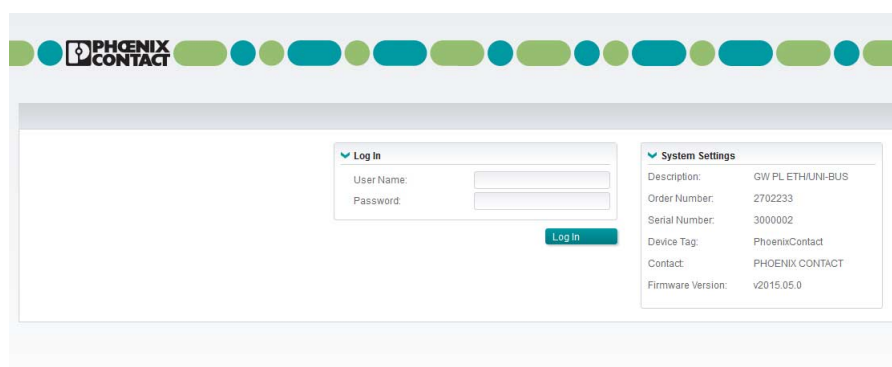 PHŒNIX
CONTACT
Log In
User Name:
Password:
Log In
System Settings
Description: GW PL ETH/UNI-BUS
Order Number: 2702233
Serial Number: 3000002
Device Tag: PhoenixContact
Contact: PHOENIX CONTACT
Firmware Version: v2015.05.0